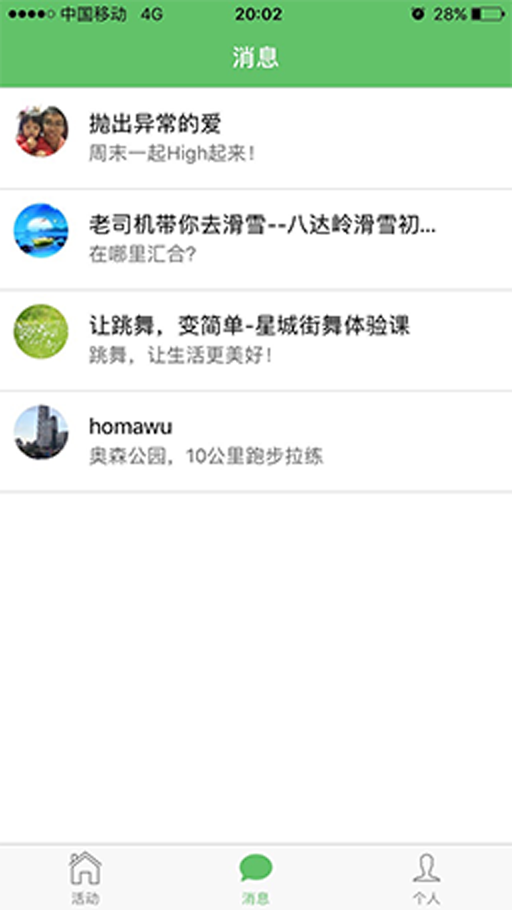 中国移动 4G 20:02 28%
消息
抛出异常的爱
周末一起High起来!
老司机带你去滑雪--八达岭滑雪初...
在哪里汇合?
让跳舞，变简单-星城街舞体验课
跳舞，让生活更美好!
homawu
奥森公园，10公里跑步拉练
活动 消息 个人